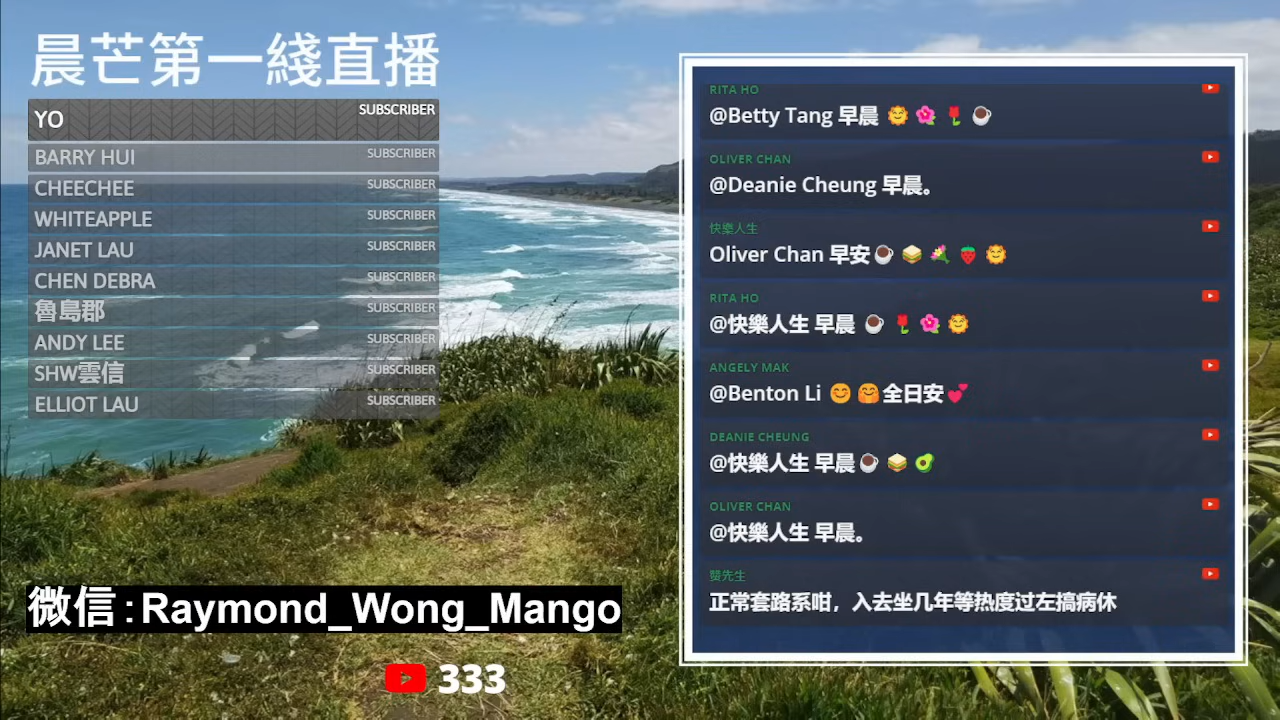 晨芒第一綫直播
YO SUBSCRIBER
BARRY HUI SUBSCRIBER
CHEECHEE SUBSCRIBER
WHITEAPPLE SUBSCRIBER
JANET LAU SUBSCRIBER
CHEN DEBRA SUBSCRIBER
魯島郡 SUBSCRIBER
ANDY LEE SUBSCRIBER
SHW雲信 SUBSCRIBER
ELLIOT LAU SUBSCRIBER
微信:Raymond_Wong_Mango
333
RITA HO
@Betty Tang 早晨 🌞 🌺 🌷 ☕
OLIVER CHAN
@Deanie Cheung 早晨。
快樂人生
Oliver Chan 早安☕ 🥪 💐 🍓 🌞
RITA HO
@快樂人生 早晨 ☕ 🌷 🌺 🌞
ANGELY MAK
@Benton Li 😊 🤗 全日安💕
DEANIE CHEUNG
@快樂人生 早晨☕ 🥪 🥑
OLIVER CHAN
@快樂人生 早晨。
赞先生
正常套路系咁，入去坐几年等热度过左搞病休